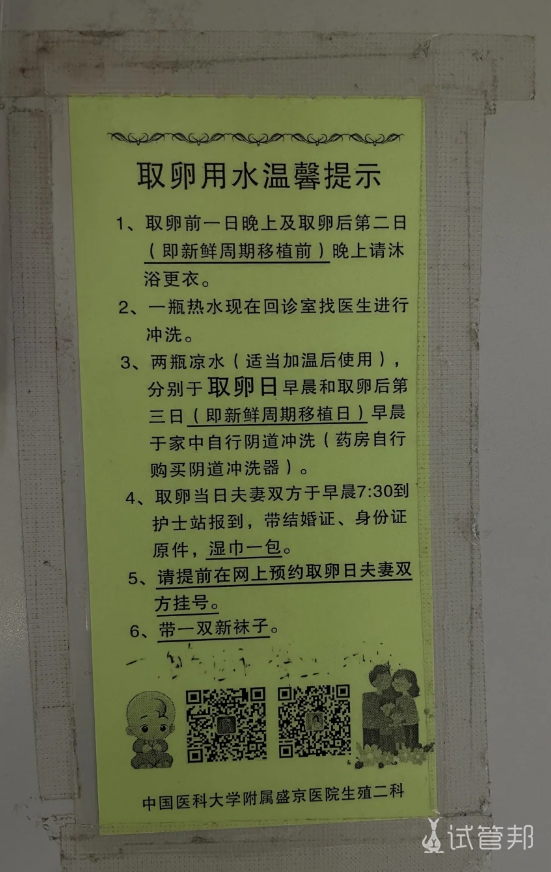 取卵用水温馨提示
1、取卵前一日晚上及取卵后第二日
（即新鲜周期移植前）晚上请沐
浴更衣。
2、一瓶热水现在回诊室找医生进行
冲洗。
3、两瓶凉水（适当加温后使用），
分别于取卵日早晨和取卵后第
三日（即新鲜周期移植日）早晨
于家中自行阴道冲洗（药房自行
购买阴道冲洗器）。
4、取卵当日夫妻双方于早晨7:30到
护士站报到，带结婚证、身份证
原件，湿巾一包。
5、请提前在网上预约取卵日夫妻双
方挂号。
6、带一双新袜子。
中国医科大学附属盛京医院生殖二科
试管邦